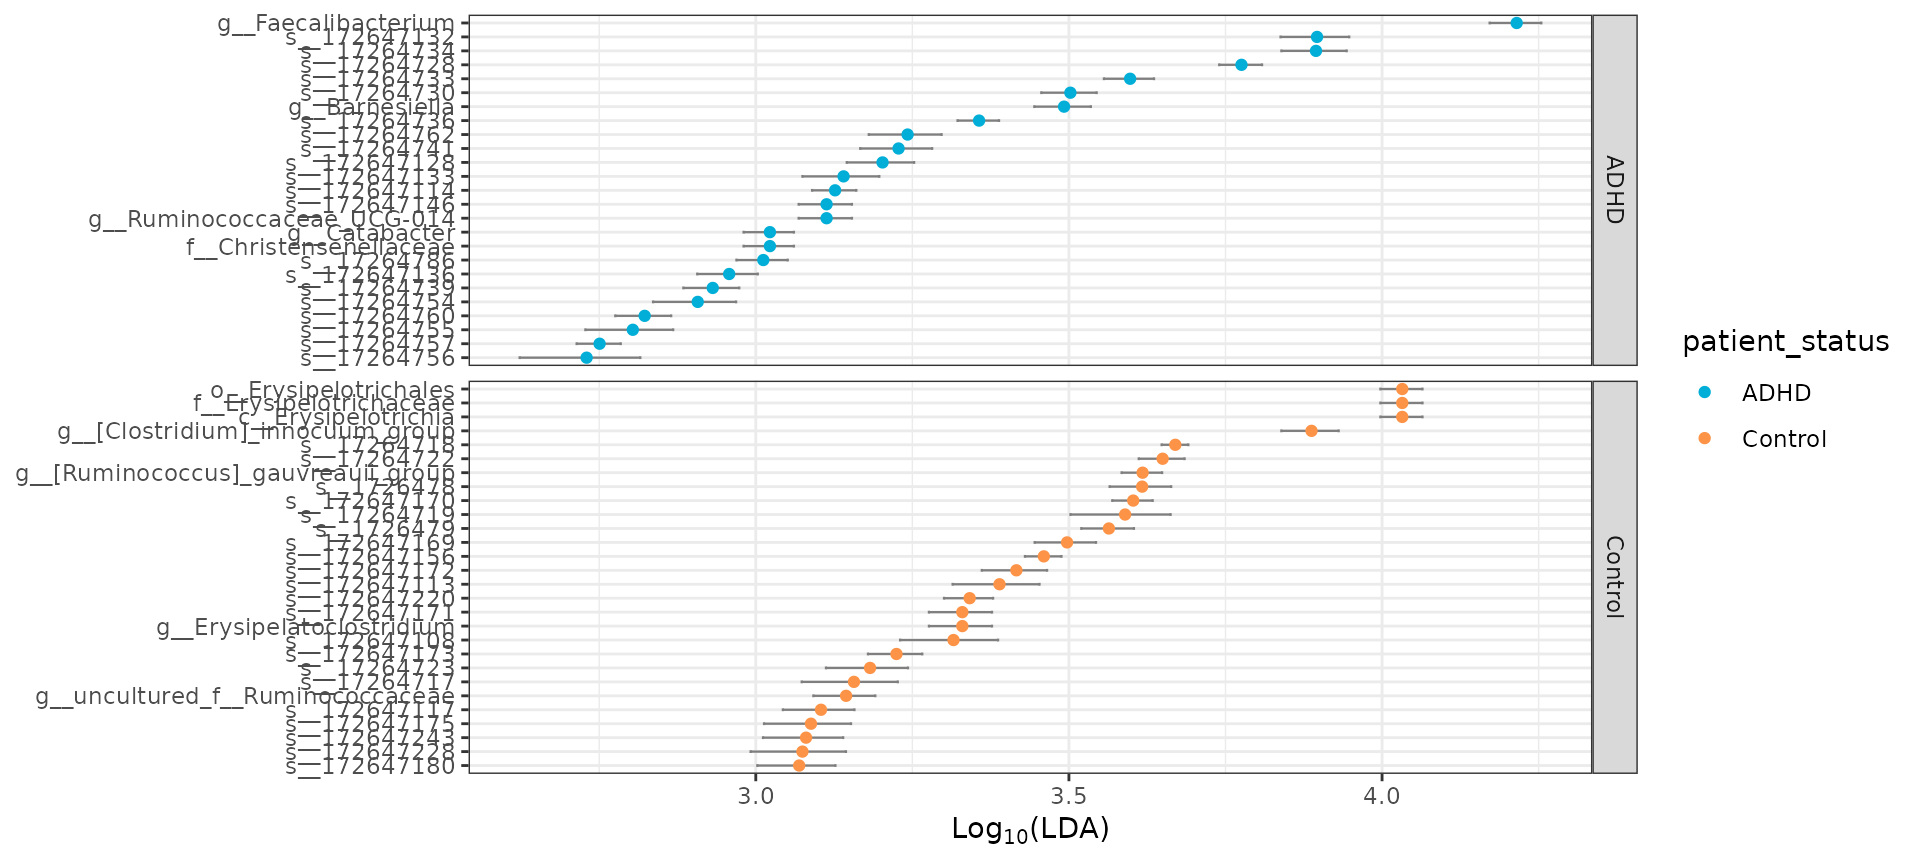 g__Faecalibacterium
s__172647132
s__17264734
s__17264728
s__17264733
s__17264730
g__Barnesiella
s__17264736
s__17264762
s__17264741
s__172647128
s__172647133
s__172647114
s__172647146
g__Ruminococcaceae_UCG-014
g__Catabacter
f__Christensenellaceae
s__17264786
s__172647136
s__17264739
s__17264754
s__17264760
s__17264755
s__17264757
s__17264756
ADHD
o__Erysipelotrichales
f__Erysipelotrichaceae
c__Erysipelotrichia
g__[Clostridium]_innocuum_group
s__17264718
s__17264722
g__[Ruminococcus]_gauvreauii_group
s__1726478
s__172647170
s__17264719
s__1726479
s__172647169
s__172647156
s__172647172
s__172647113
s__172647220
s__172647171
g__Erysipelatoclostridium
s__172647108
s__172647173
s__17264723
s__17264717
g__uncultured_f__Ruminococcaceae
s__172647117
s__172647175
s__172647243
s__172647228
s__172647180
Control
3.0 3.5 4.0
Log10(LDA)
patient_status
ADHD
Control